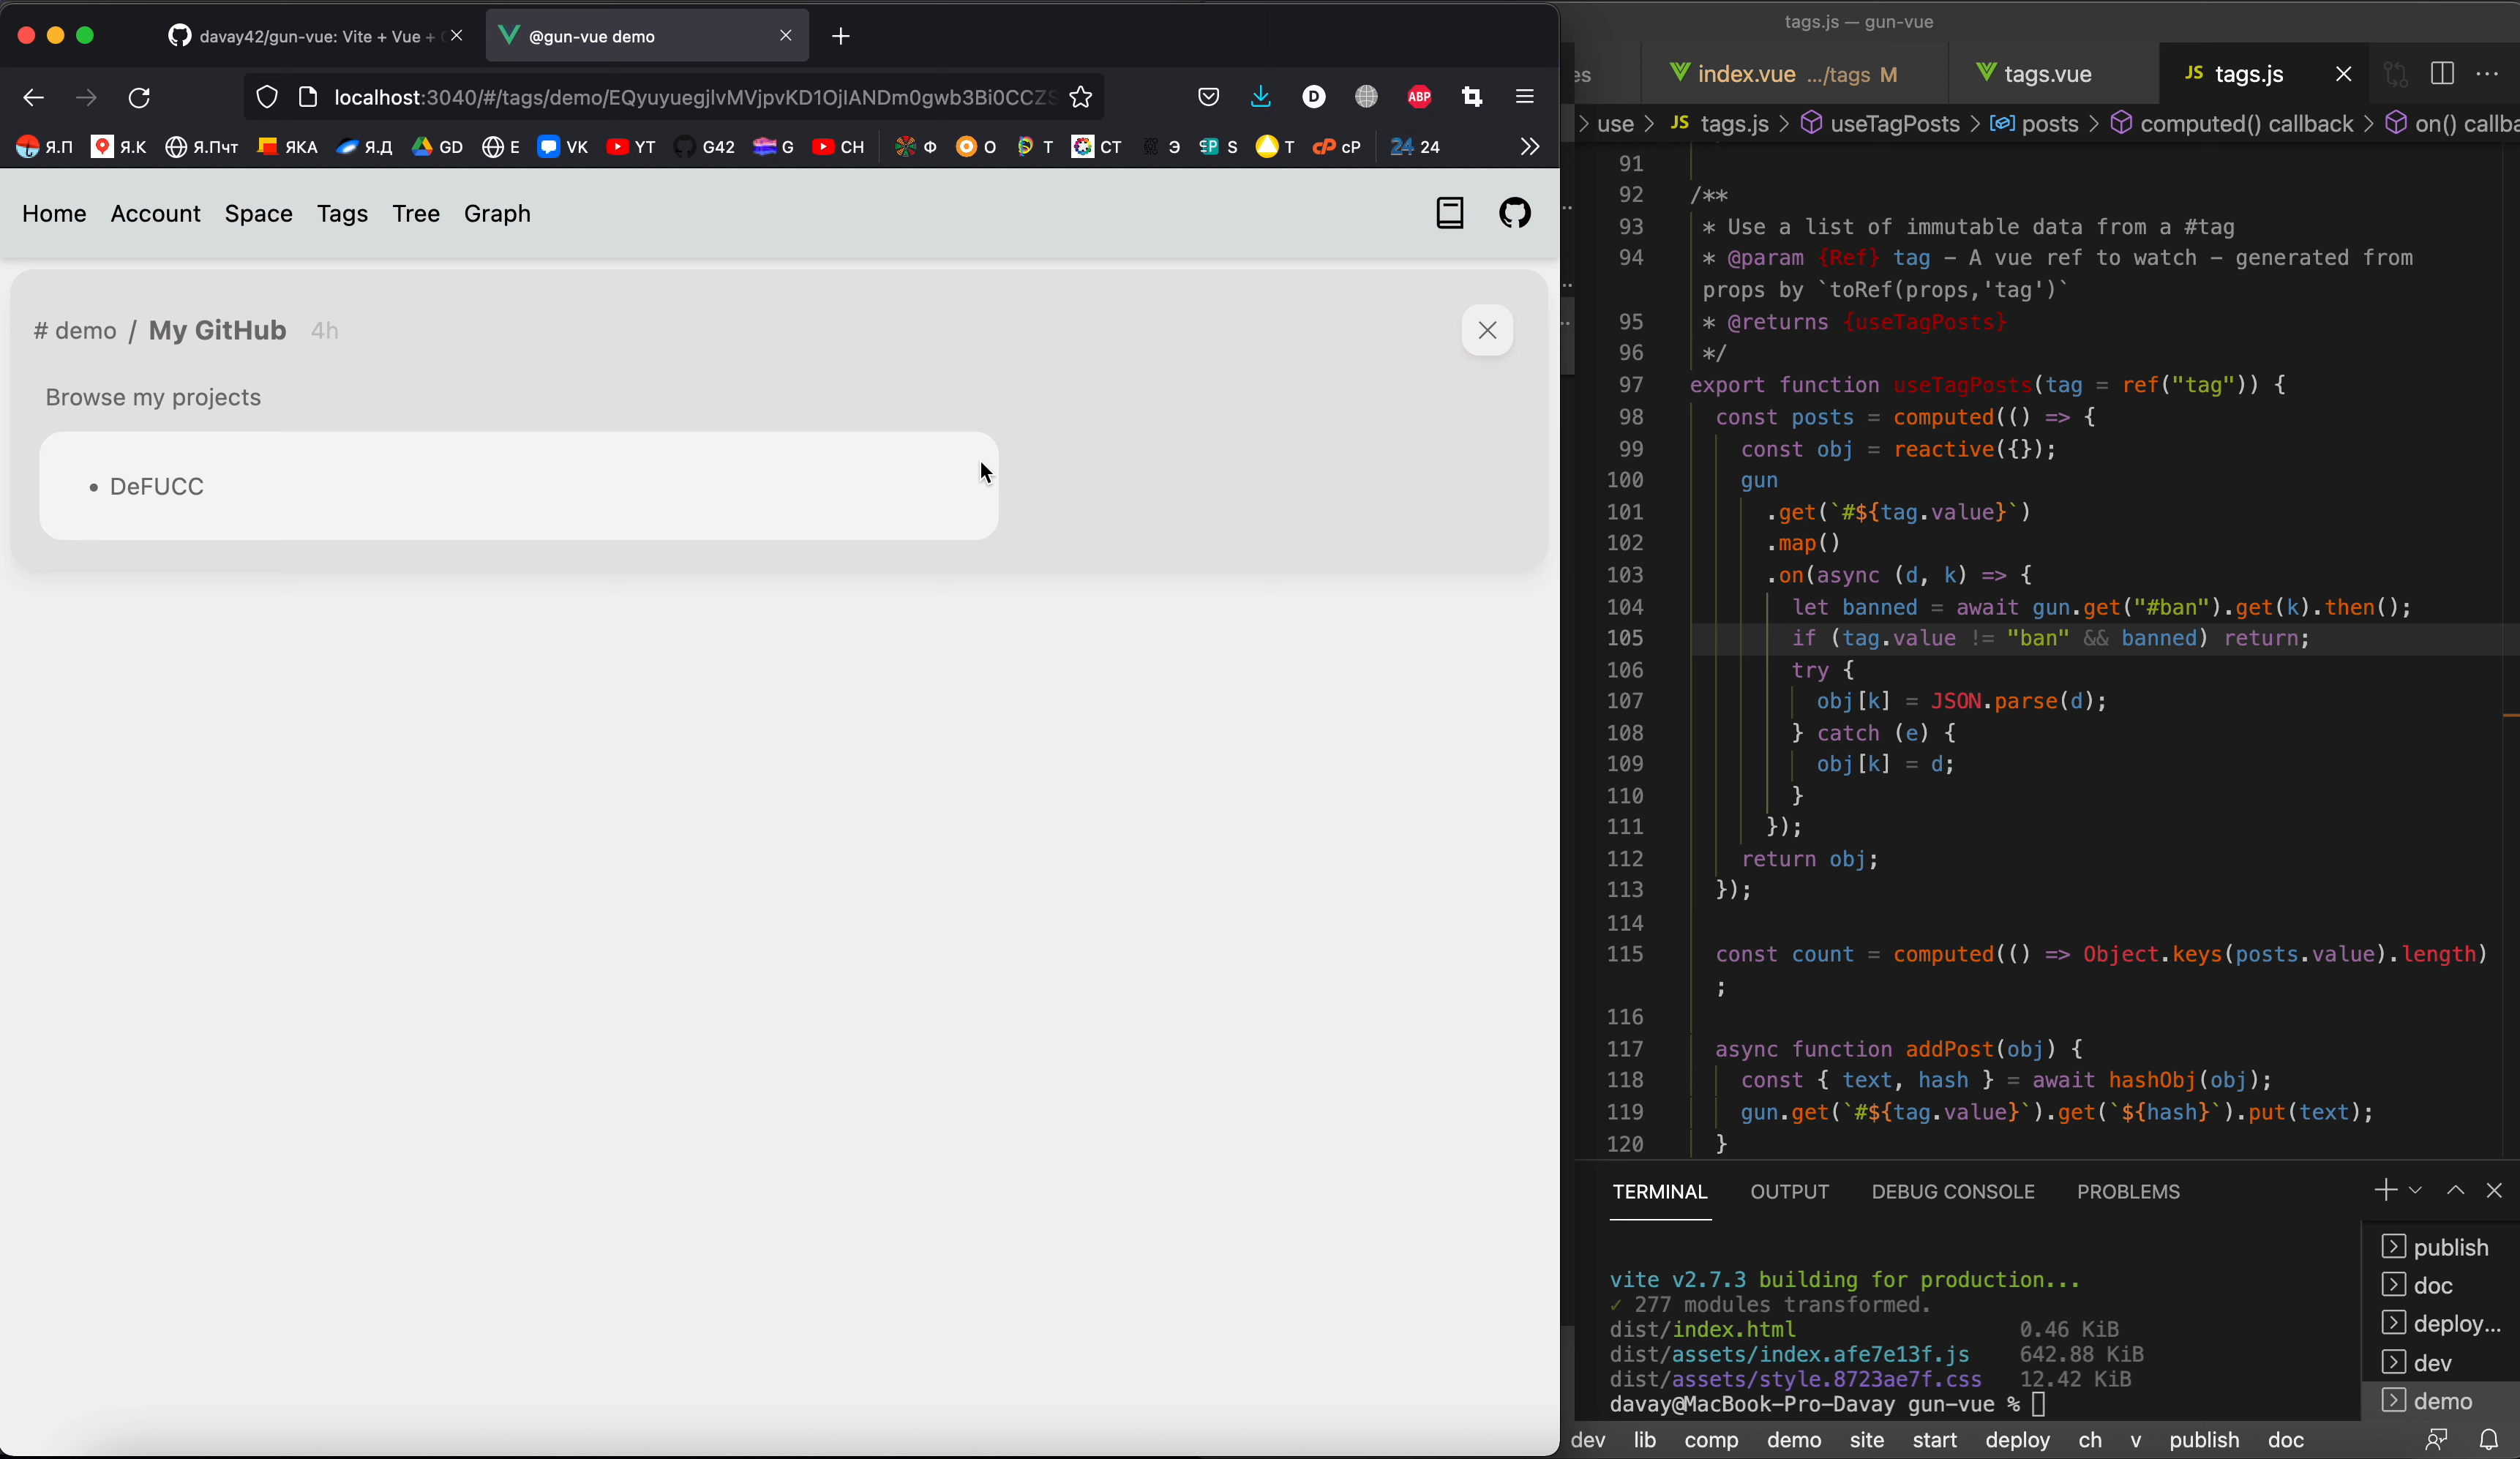 davay42/gun-vue: Vite + Vue +
@gun-vue demo
localhost:3040/#/tags/demo/EQyuyuegjlvMVjpvKD1OjlANDm0gwb3Bi0CCZS
ABP
Я.П Я.К Я.Пчт ЯКА Я.Д GD E VK YT G42 G CH Ф O T CT Э S T cP 24
Home Account Space Tags Tree Graph
# demo / My GitHub 4h
Browse my projects
• DeFUCC
tags.js — gun-vue
es index.vue .../tags M tags.vue JS tags.js
> use > JS tags.js > useTagPosts > posts > computed() callback > on() callba
91
92 /**
93 * Use a list of immutable data from a #tag
94 * @param {Ref} tag – A vue ref to watch – generated from
props by `toRef(props,'tag')`
95 * @returns {useTagPosts}
96 */
97 export function useTagPosts(tag = ref("tag")) {
98 const posts = computed(() => {
99 const obj = reactive({});
100 gun
101 .get(`#${tag.value}`)
102 .map()
103 .on(async (d, k) => {
104 let banned = await gun.get("#ban").get(k).then();
105 if (tag.value != "ban" && banned) return;
106 try {
107 obj[k] = JSON.parse(d);
108 } catch (e) {
109 obj[k] = d;
110 }
111 });
112 return obj;
113 });
114
115 const count = computed(() => Object.keys(posts.value).length)
;
116
117 async function addPost(obj) {
118 const { text, hash } = await hashObj(obj);
119 gun.get(`#${tag.value}`).get(`${hash}`).put(text);
120 }
TERMINAL OUTPUT DEBUG CONSOLE PROBLEMS
vite v2.7.3 building for production...
✓ 277 modules transformed.
dist/index.html 0.46 KiB
dist/assets/index.afe7e13f.js 642.88 KiB
dist/assets/style.8723ae7f.css 12.42 KiB
davay@MacBook-Pro-Davay gun-vue %
publish
doc
deploy...
dev
demo
dev lib comp demo site start deploy ch v publish doc